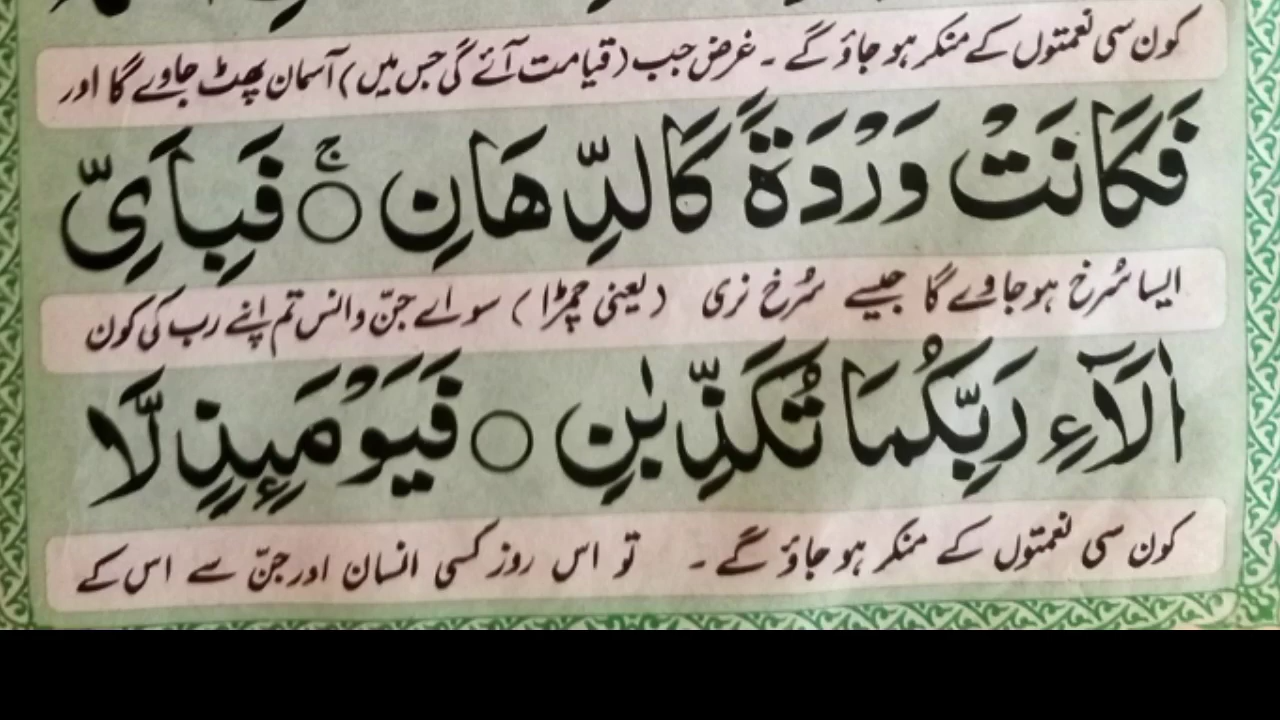 کون سی نعمتوں کے منکر ہو جاؤ گے ۔ غرض جب (قیامت آئے گی جس میں) آسمان پھٹ جاوے گا اور
فَكَانَتْ وَرْدَةً كَالدِّهَانِ ۚ○ فَبِاَیِّ
ایسا سُرخ ہو جاوے گا جیسے سُرخ نری (یعنی چمڑا) سو اے جنّ و انس تم اپنے رب کی کون
اٰلَآءِ رَبِّكُمَا تُكَذِّبٰنِ ○ فَیَوْمَىِٕذٍ لَّا
کون سی نعمتوں کے منکر ہو جاؤ گے ۔ تو اس روز کسی انسان اور جنّ سے اس کے